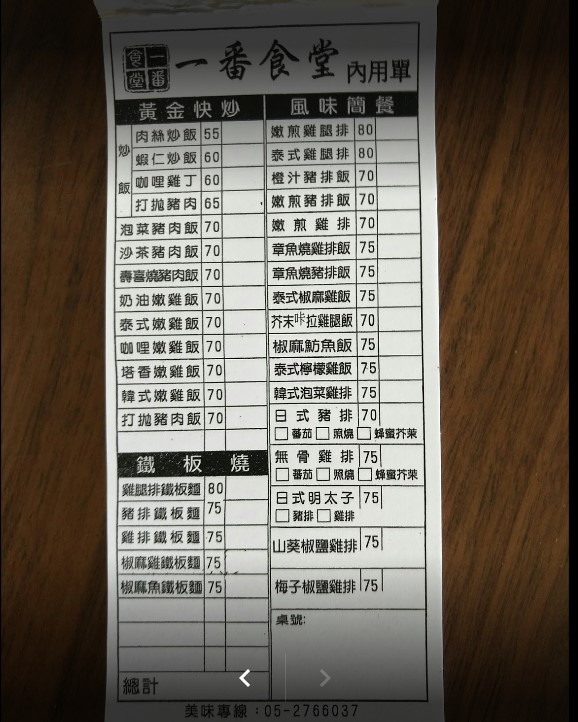 食堂 一番 一番食堂 內用單
黃金快炒
炒飯
肉絲炒飯 55
蝦仁炒飯 60
咖哩雞丁 60
打拋豬肉 65
泡菜豬肉飯 70
沙茶豬肉飯 70
壽喜燒豬肉飯 70
奶油嫩雞飯 70
泰式嫩雞飯 70
咖哩嫩雞飯 70
塔香嫩雞飯 70
韓式嫩雞飯 70
打拋豬肉飯 70
鐵板燒
雞腿排鐵板麵 80
豬排鐵板麵 75
雞排鐵板麵 75
椒麻雞鐵板麵 75
椒麻魚鐵板麵 75
總計
風味簡餐
嫩煎雞腿排 80
泰式雞腿排 80
橙汁豬排飯 70
嫩煎豬排飯 70
嫩煎雞排 70
章魚燒雞排飯 75
章魚燒豬排飯 75
泰式椒麻雞飯 75
芥末咔拉雞腿飯 70
椒麻魴魚飯 75
泰式檸檬雞飯 75
韓式泡菜雞排 75
日式豬排 70
□番茄 □照燒 □蜂蜜芥茉
無骨雞排 75
□番茄 □照燒 □蜂蜜芥茉
日式明太子 75
□豬排 □雞排
山葵椒鹽雞排 75
梅子椒鹽雞排 75
桌號:
美味專線：05-2766037